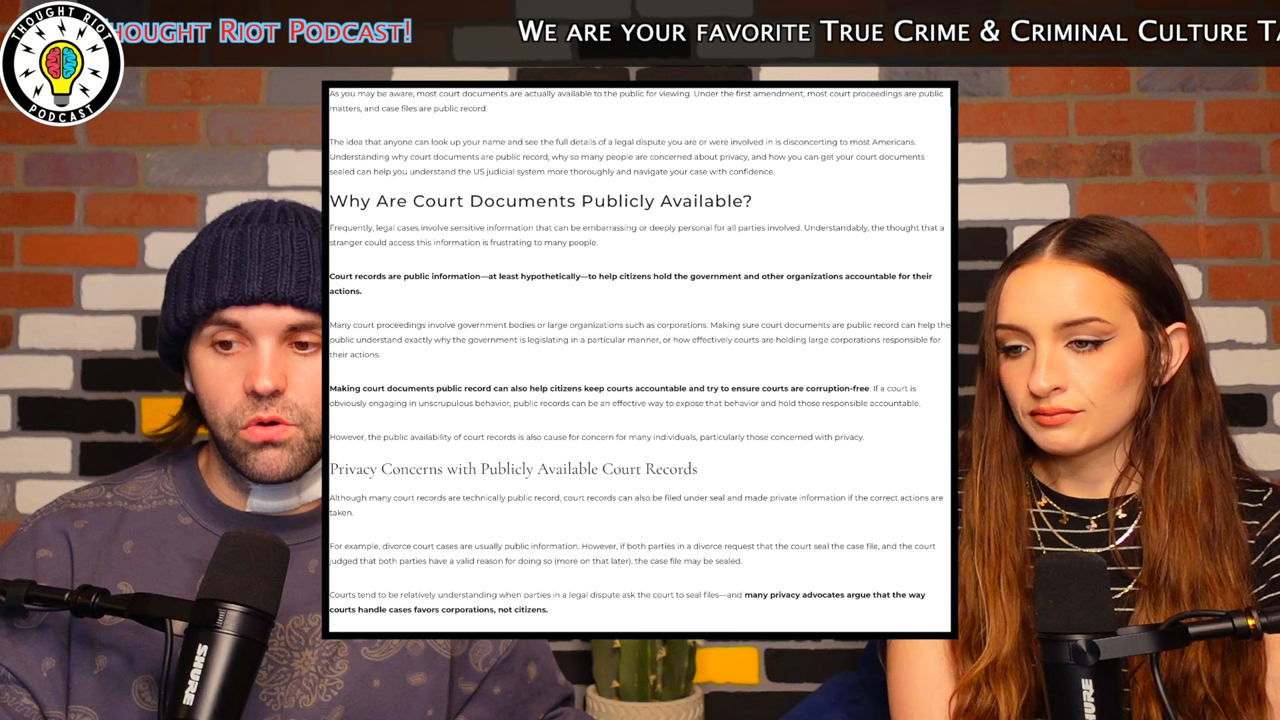 THOUGHT RIOT
PODCAST
HOUGHT RIOT PODCAST!
WE ARE YOUR FAVORITE TRUE CRIME & CRIMINAL CULTURE TA
As you may be aware, most court documents are actually available to the public for viewing. Under the first amendment, most court proceedings are public
matters, and case files are public record.
The idea that anyone can look up your name and see the full details of a legal dispute you are or were involved in is disconcerting to most Americans.
Understanding why court documents are public record, why so many people are concerned about privacy, and how you can get your court documents
sealed can help you understand the US judicial system more thoroughly and navigate your case with confidence.
Why Are Court Documents Publicly Available?
Frequently, legal cases involve sensitive information that can be embarrassing or deeply personal for all parties involved. Understandably, the thought that a
stranger could access this information is frustrating to many people.
Court records are public information—at least hypothetically—to help citizens hold the government and other organizations accountable for their
actions.
Many court proceedings involve government bodies or large organizations such as corporations. Making sure court documents are public record can help the
public understand exactly why the government is legislating in a particular manner, or how effectively courts are holding large corporations responsible for
their actions.
Making court documents public record can also help citizens keep courts accountable and try to ensure courts are corruption-free. If a court is
obviously engaging in unscrupulous behavior, public records can be an effective way to expose that behavior and hold those responsible accountable.
However, the public availability of court records is also cause for concern for many individuals, particularly those concerned with privacy.
Privacy Concerns with Publicly Available Court Records
Although many court records are technically public record, court records can also be filed under seal and made private information if the correct actions are
taken.
For example, divorce court cases are usually public information. However, if both parties in a divorce request that the court seal the case file, and the court
judged that both parties have a valid reason for doing so (more on that later), the case file may be sealed.
Courts tend to be relatively understanding when parties in a legal dispute ask the court to seal files—and many privacy advocates argue that the way
courts handle cases favors corporations, not citizens.
SHURE
SHURE